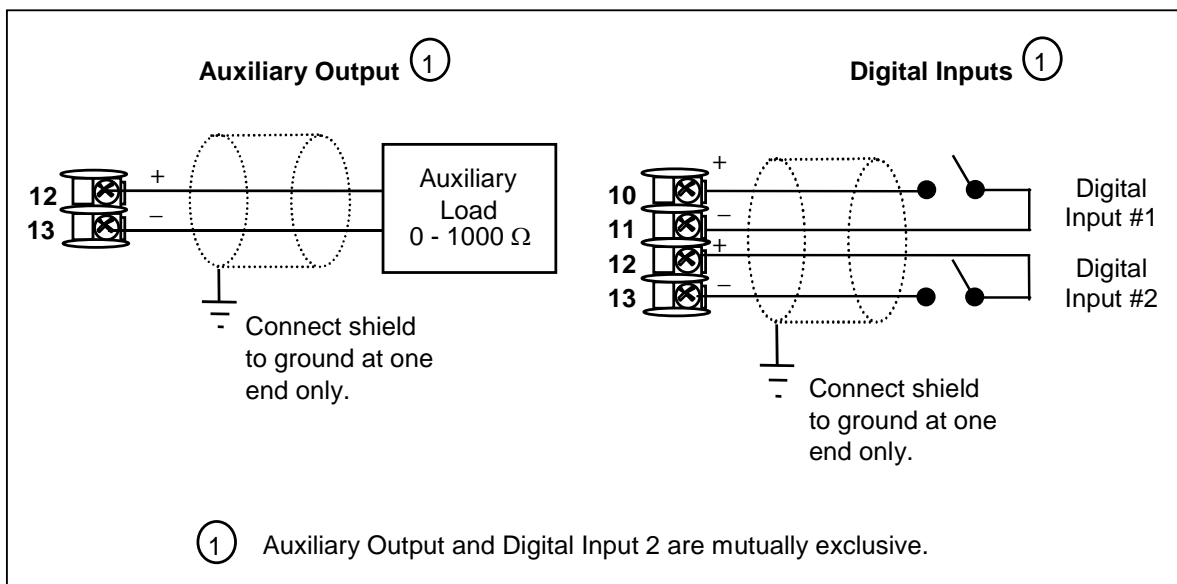 Auxiliary Output 1
12
13
+
–
Auxiliary
Load
0 - 1000 Ω
Connect shield
to ground at one
end only.
Digital Inputs 1
10
11
12
13
+
–
+
–
Digital
Input #1
Digital
Input #2
Connect shield
to ground at one
end only.
1 Auxiliary Output and Digital Input 2 are mutually exclusive.